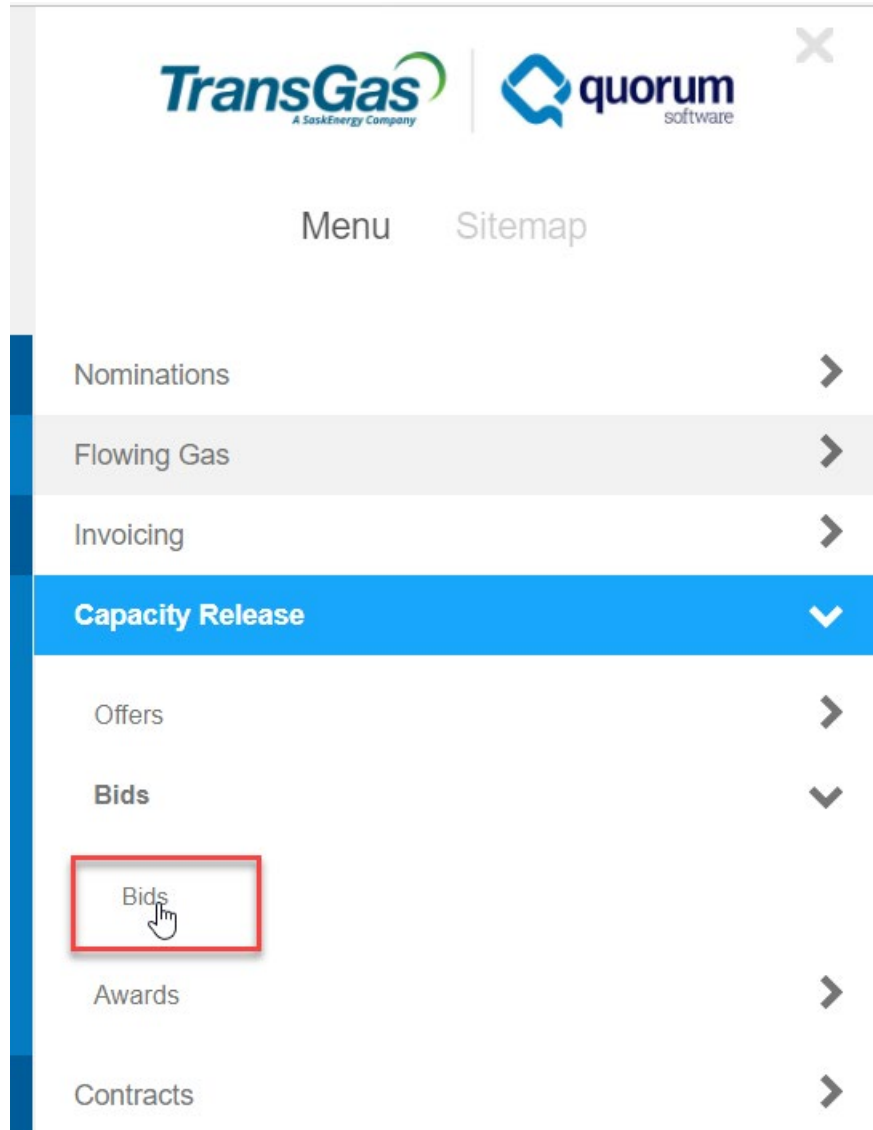 TransGas
A SaskEnergy Company
quorum
software
Menu Sitemap
Nominations
Flowing Gas
Invoicing
Capacity Release
Offers
Bids
Bids
Awards
Contracts